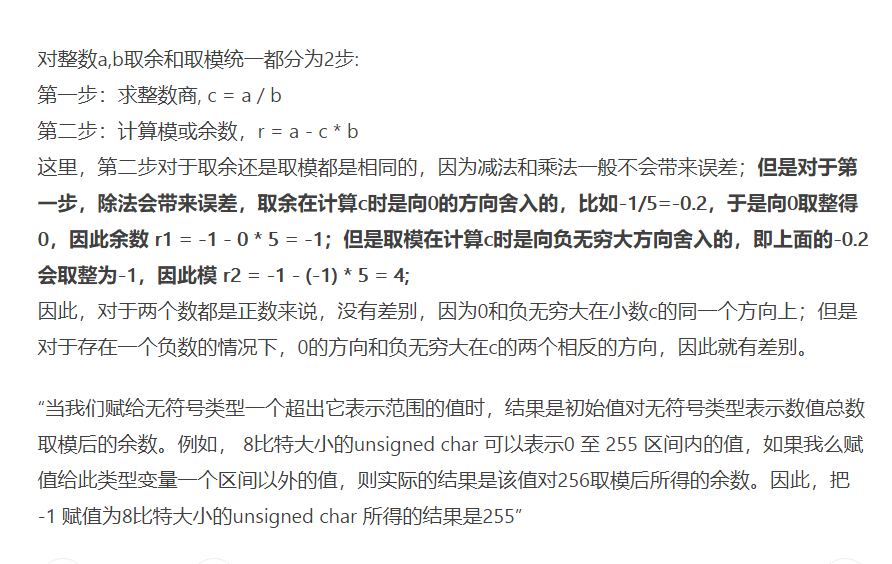 对整数a,b取余和取模统一都分为2步:
第一步：求整数商, c = a / b
第二步：计算模或余数，r = a - c * b
这里，第二步对于取余还是取模都是相同的，因为减法和乘法一般不会带来误差；但是对于第
一步，除法会带来误差，取余在计算c时是向0的方向舍入的，比如-1/5=-0.2，于是向0取整得
0，因此余数 r1 = -1 - 0 * 5 = -1；但是取模在计算c时是向负无穷大方向舍入的，即上面的-0.2
会取整为-1，因此模 r2 = -1 - (-1) * 5 = 4;
因此，对于两个数都是正数来说，没有差别，因为0和负无穷大在小数c的同一个方向上；但是
对于存在一个负数的情况下，0的方向和负无穷大在c的两个相反的方向，因此就有差别。
“当我们赋给无符号类型一个超出它表示范围的值时，结果是初始值对无符号类型表示数值总数
取模后的余数。例如， 8比特大小的unsigned char 可以表示0 至 255 区间内的值，如果我么赋
值给此类型变量一个区间以外的值，则实际的结果是该值对256取模后所得的余数。因此，把
-1 赋值为8比特大小的unsigned char 所得的结果是255”